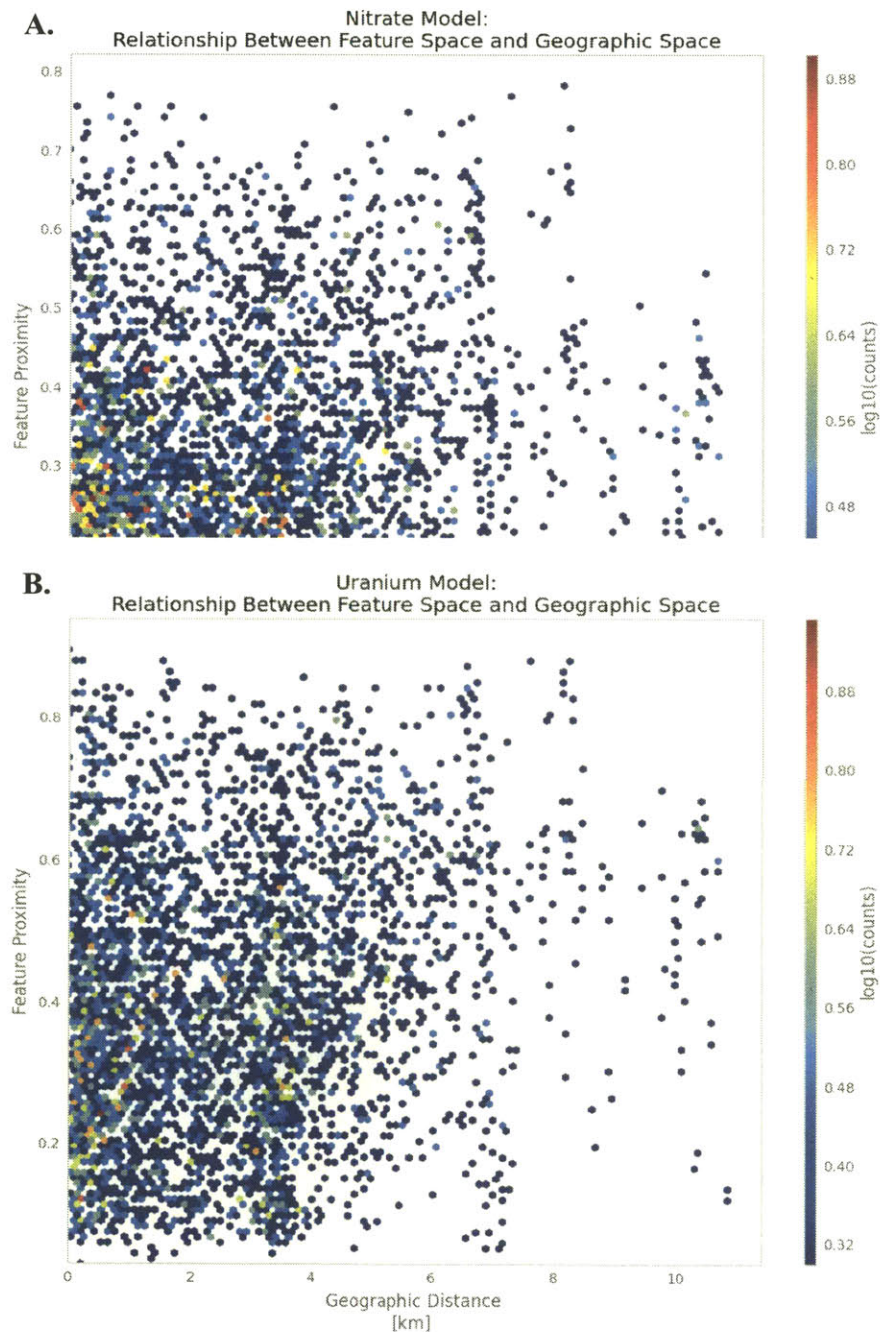 A.
Nitrate Model:
Relationship Between Feature Space and Geographic Space
0.8
0.7
0.6
0.5
0.4
0.3
Feature Proximity
0.88
0.80
0.72
0.64
0.56
0.48
log10(counts)
B.
Uranium Model:
Relationship Between Feature Space and Geographic Space
0.8
0.6
0.4
0.2
Feature Proximity
0
2
4
6
8
10
Geographic Distance
[km]
0.88
0.80
0.72
0.64
0.56
0.48
0.40
0.32
log10(counts)